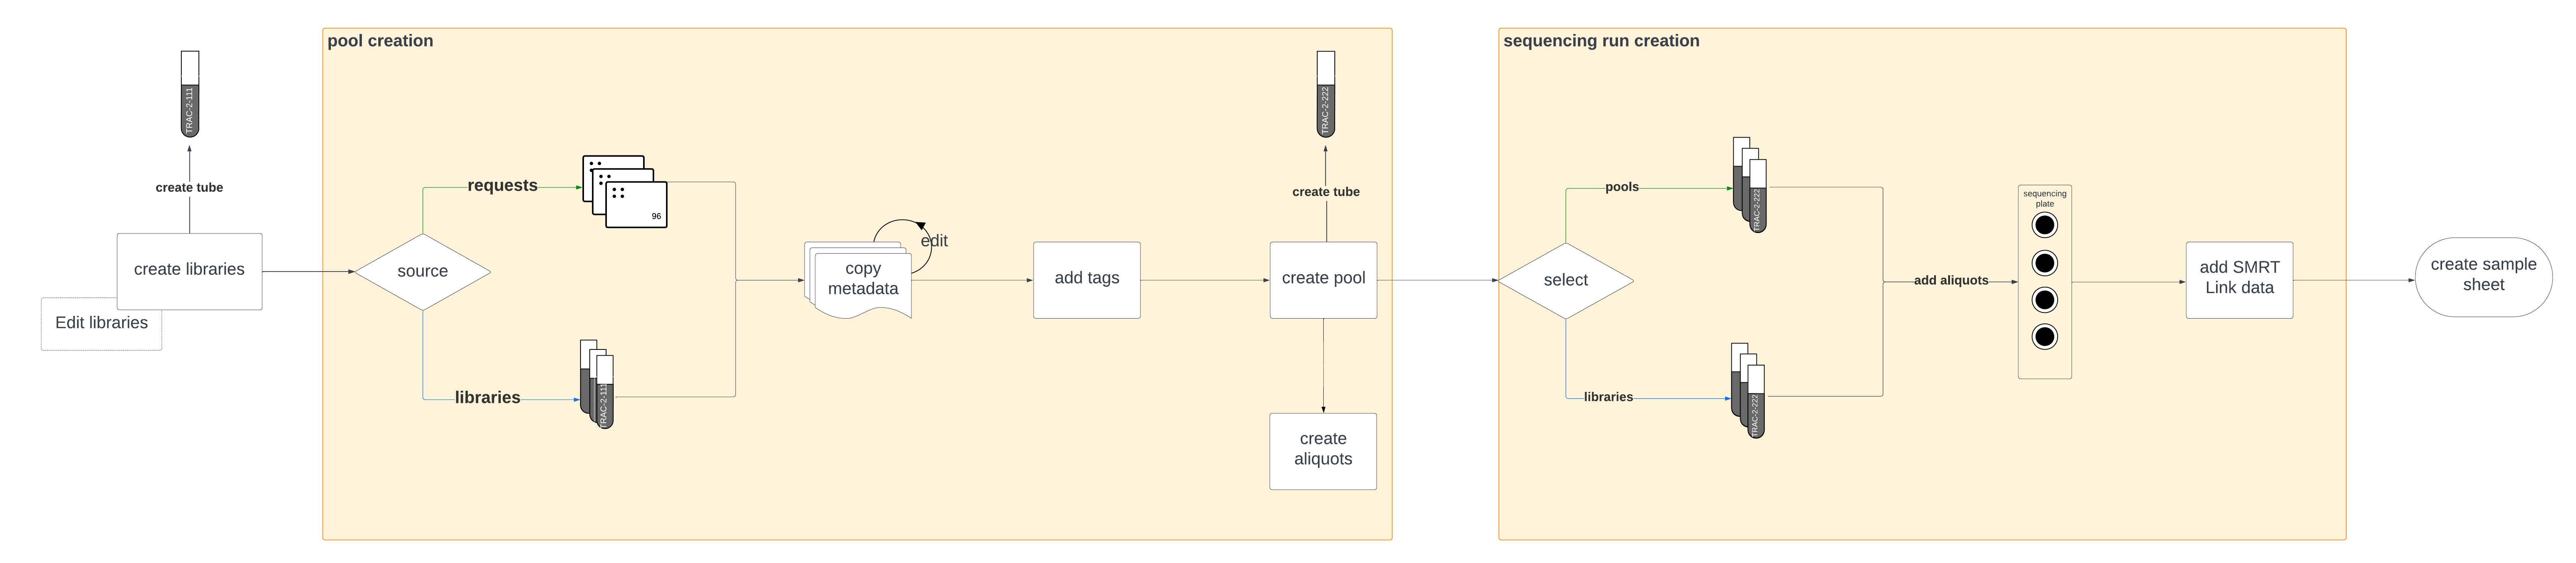 pool creation
sequencing run creation
TRAC-2-111
create tube
create libraries
Edit libraries
source
requests
96
libraries
TRAC-2-111
copy
metadata
edit
add tags
TRAC-2-222
create tube
create pool
create
aliquots
select
pools
TRAC-2-222
libraries
TRAC-2-222
add aliquots
sequencing
plate
add SMRT
Link data
create sample
sheet